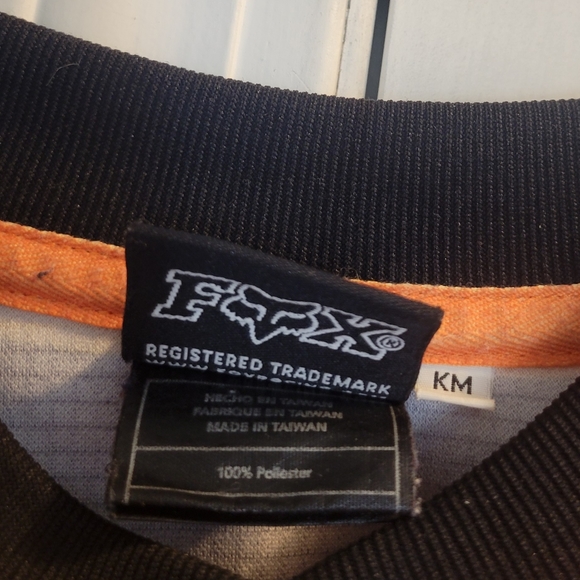 FOX®
REGISTERED TRADEMARK
KM
HECHO EN TAIWAN
FABRIQUE EN TAIWAN
MADE IN TAIWAN
100% Poliester